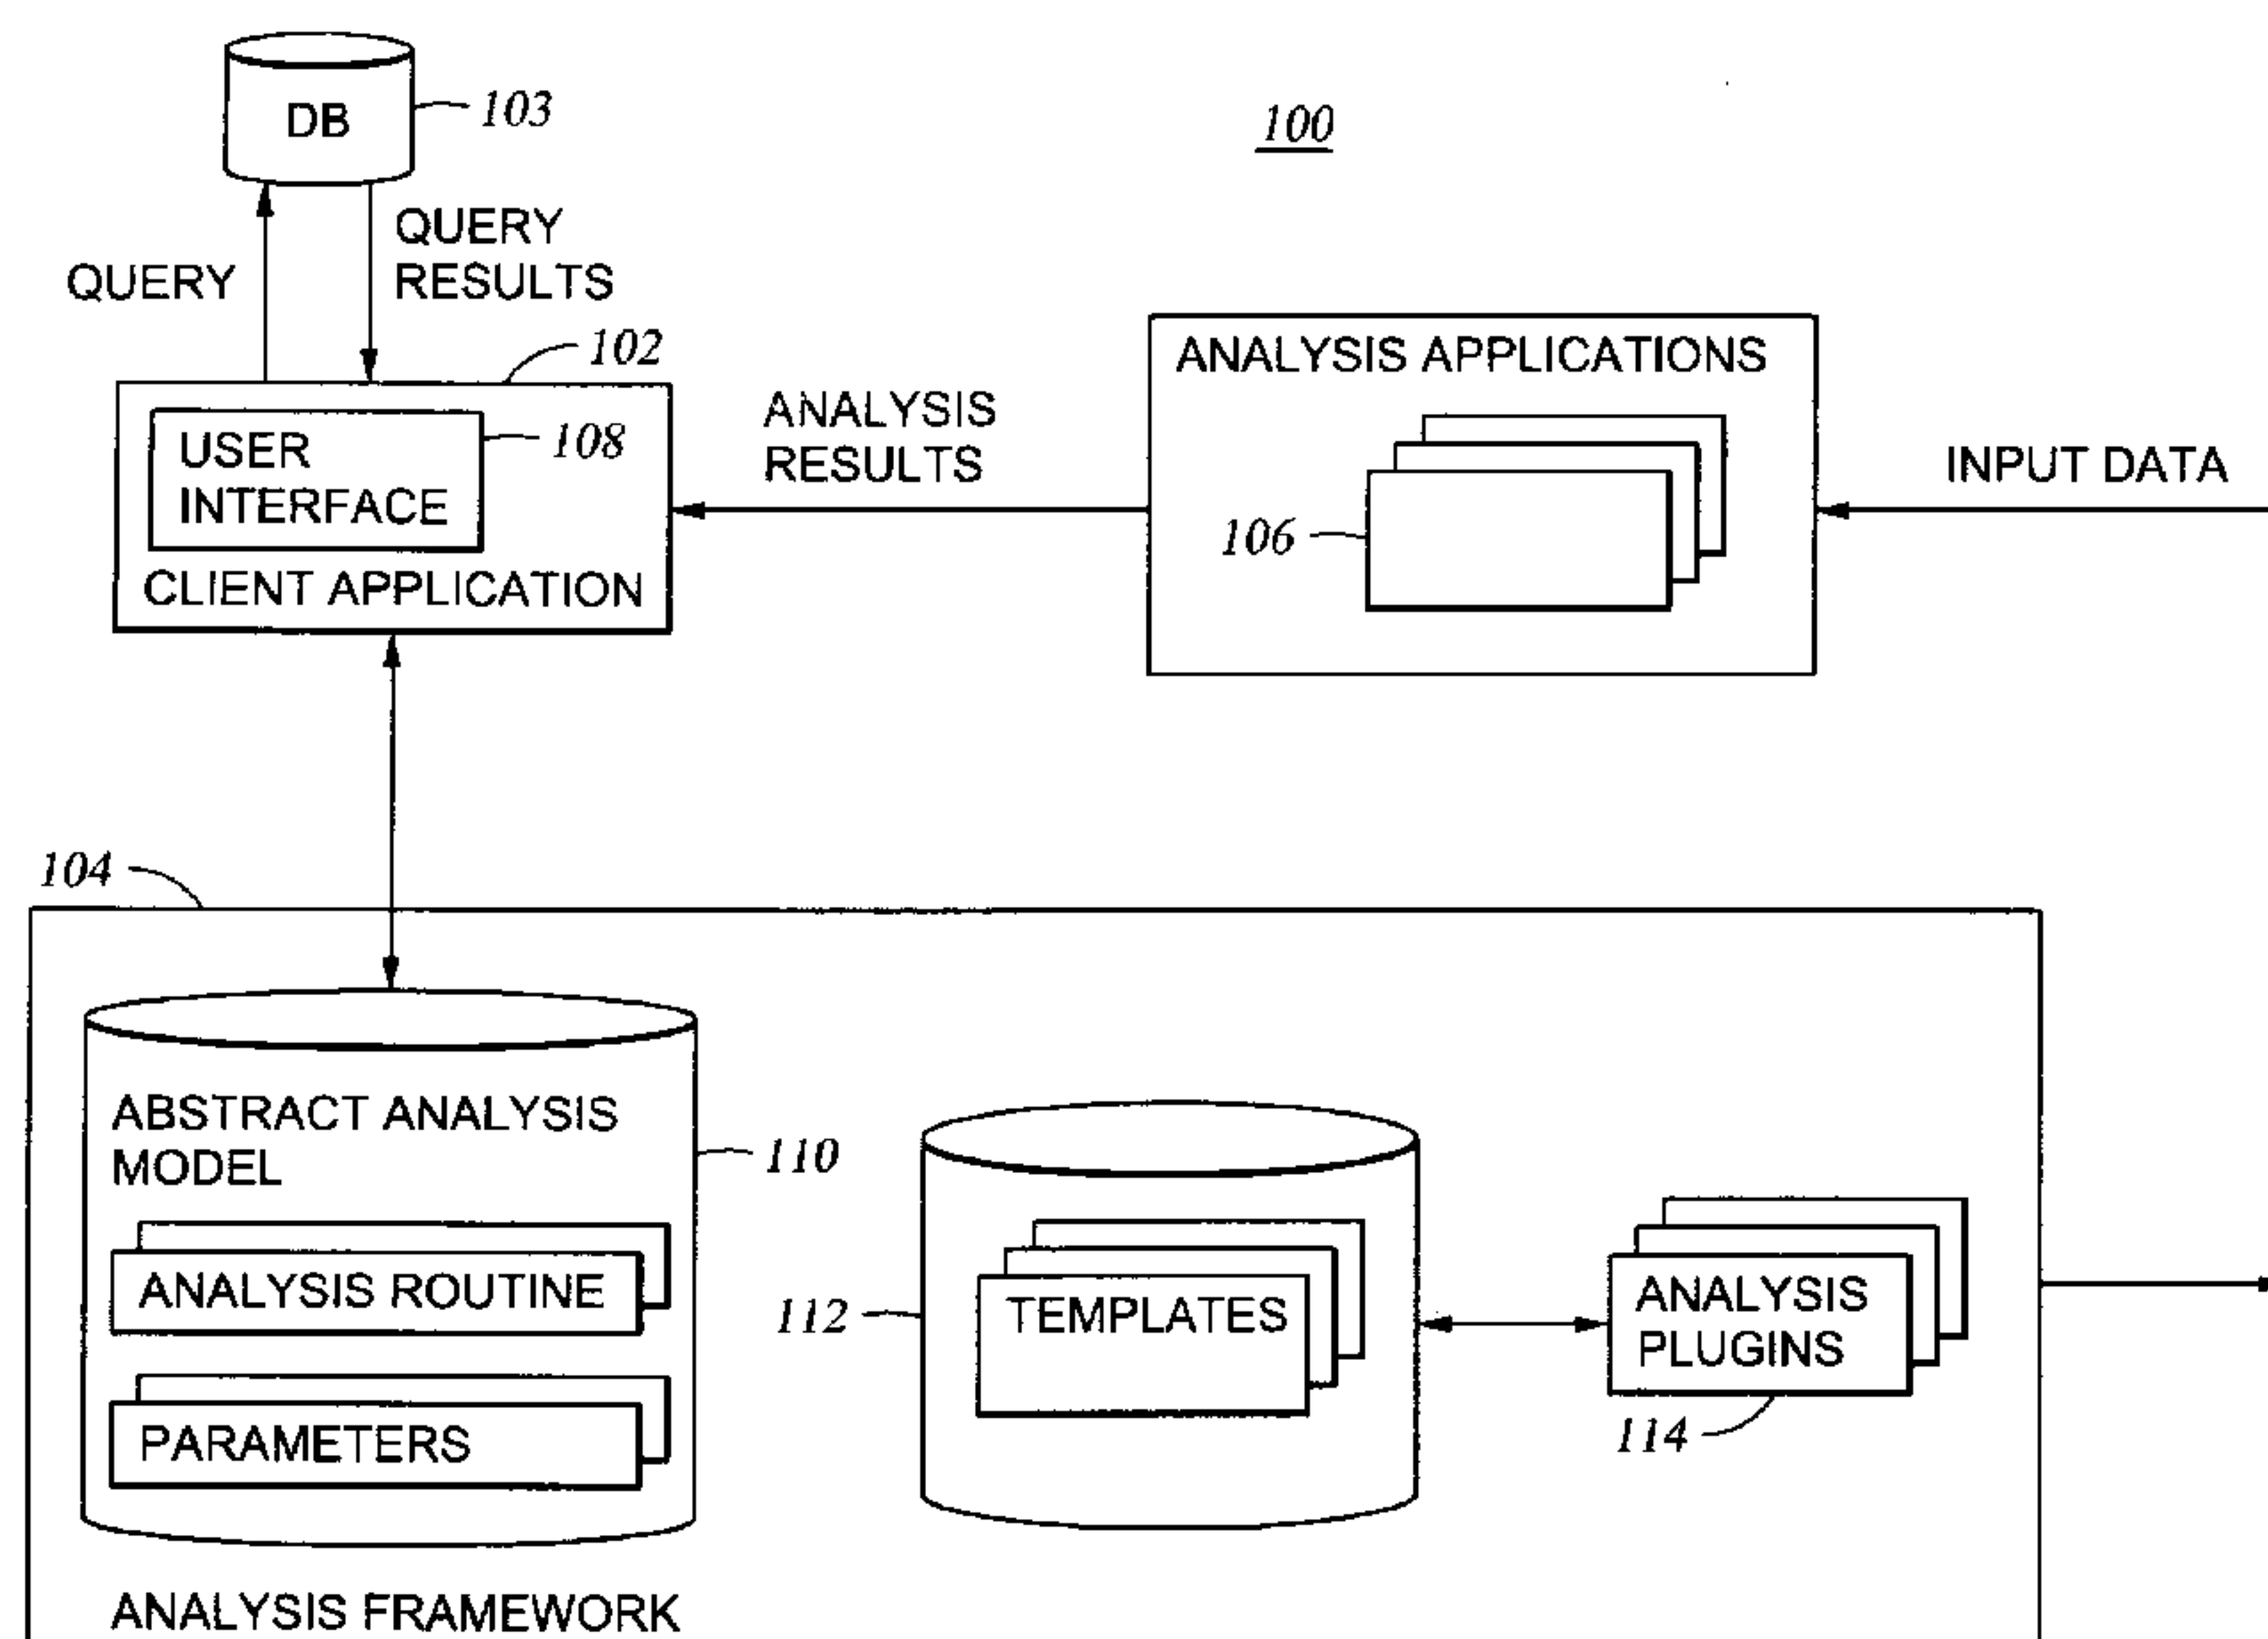 DB
103
100
QUERY
RESULTS
QUERY
102
ANALYSIS APPLICATIONS
USER
INTERFACE
108
CLIENT APPLICATION
ANALYSIS
RESULTS
106
INPUT DATA
104
ABSTRACT ANALYSIS
MODEL
110
ANALYSIS ROUTINE
PARAMETERS
112
TEMPLATES
ANALYSIS
PLUGINS
114
ANALYSIS FRAMEWORK